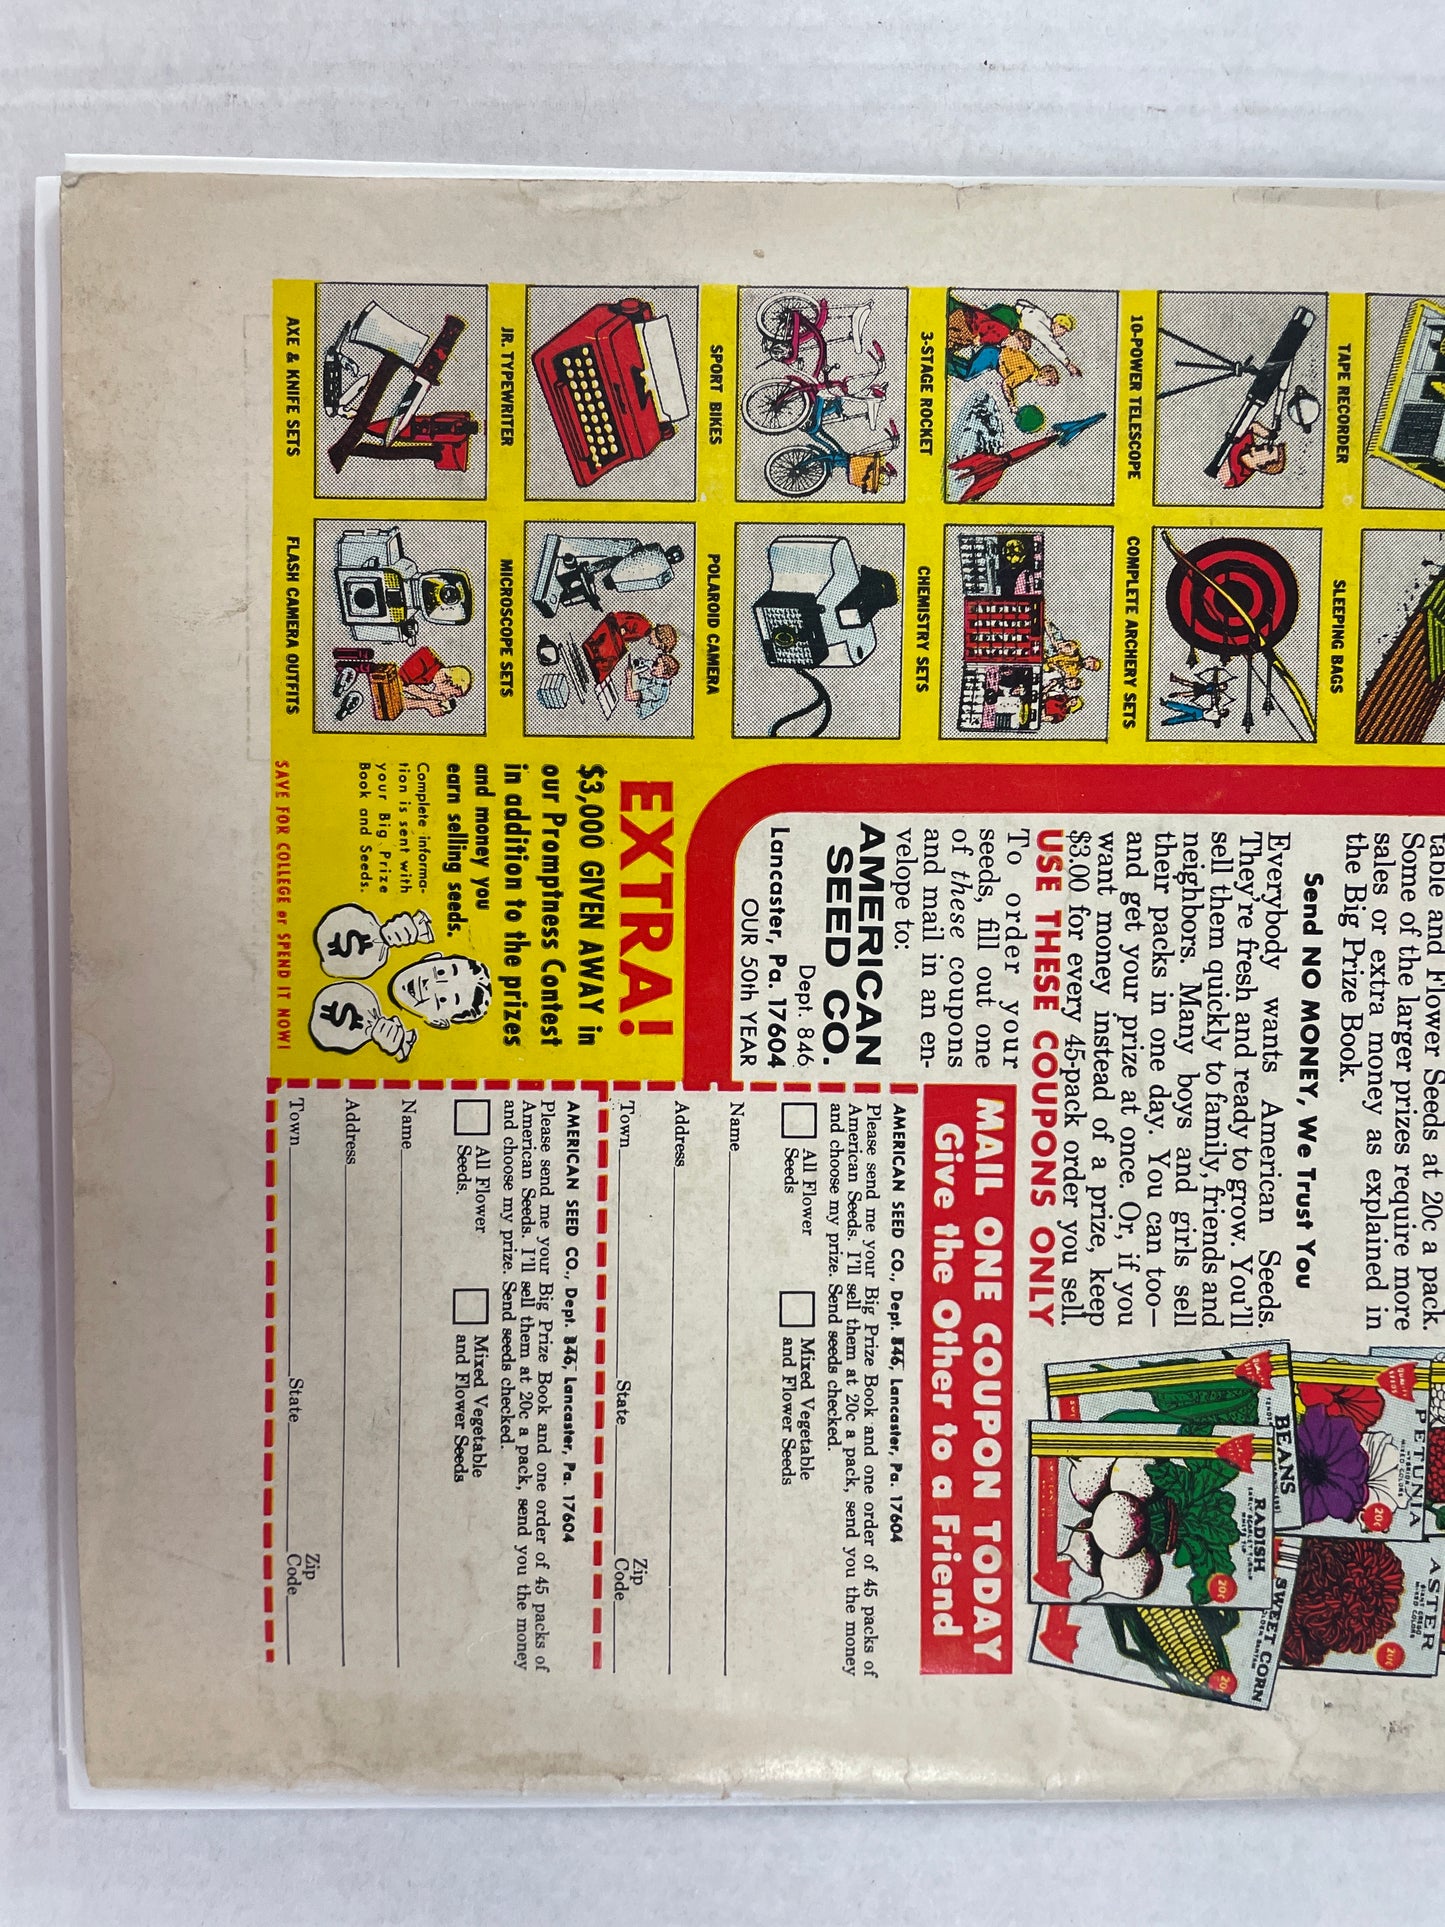 TAPE RECORDER
SLEEPING BAGS
10-POWER TELESCOPE
COMPLETE ARCHERY SETS
3-STAGE ROCKET
CHEMISTRY SETS
SPORT BIKES
POLAROID CAMERA
JR. TYPEWRITER
MICROSCOPE SETS
AXE & KNIFE SETS
FLASH CAMERA OUTFITS
table and Flower Seeds at 20c a pack.
Some of the larger prizes require more
sales or extra money as explained in
the Big Prize Book.
Send NO MONEY, We Trust You
Everybody wants American Seeds.
They're fresh and ready to grow. You'll
sell them quickly to family, friends and
neighbors. Many boys and girls sell
their packs in one day. You can too—
and get your prize at once. Or, if you
want money instead of a prize, keep
$3.00 for every 45-pack order you sell.
USE THESE COUPONS ONLY
To order your
seeds, fill out one
of these coupons
and mail in an en-
velope to:
AMERICAN
SEED CO.
Dept. 846
Lancaster, Pa. 17604
OUR 50th YEAR
PETUNIA
20¢
ASTER
GIANT CREGO
MIXED COLORS
20¢
BEANS
RADISH
20¢
SWEET CORN
20¢
QUALITY
SEEDS
EXTRA!
$3,000 GIVEN AWAY in
our Promptness Contest
in addition to the prizes
and money you
earn selling seeds.
Complete informa-
tion is sent with
your Big Prize
Book and Seeds.
$
$
SAVE FOR COLLEGE or SPEND IT NOW!
MAIL ONE COUPON TODAY
Give the Other to a Friend
AMERICAN SEED CO., Dept. 846, Lancaster, Pa. 17604
Please send me your Big Prize Book and one order of 45 packs of
American Seeds. I'll sell them at 20c a pack, send you the money
and choose my prize. Send seeds checked.
All Flower
Seeds
Mixed Vegetable
and Flower Seeds
Name
Address
Town State Zip Code
AMERICAN SEED CO., Dept. 846, Lancaster, Pa. 17604
Please send me your Big Prize Book and one order of 45 packs of
American Seeds. I'll sell them at 20c a pack, send you the money
and choose my prize. Send seeds checked.
All Flower
Seeds.
Mixed Vegetable
and Flower Seeds
Name
Address
Town State Zip Code